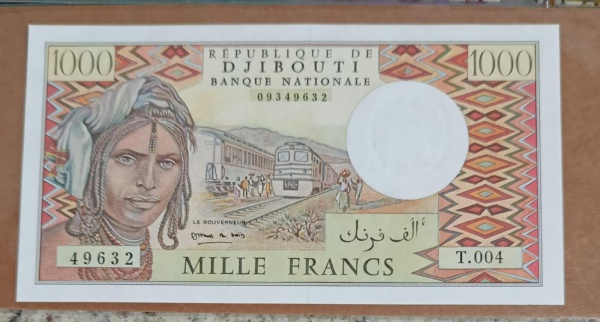 1000
RÉPUBLIQUE DE
DJIBOUTI
BANQUE NATIONALE
1000
09349632
LE GOUVERNEUR
ألف فرنك
49632
MILLE FRANCS
T.004